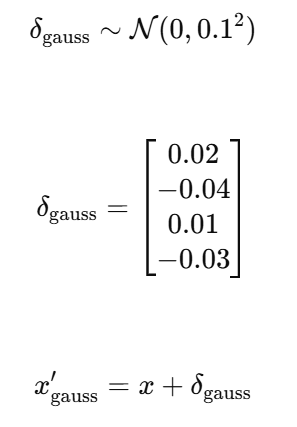 δ_gauss ∼ 𝒩(0, 0.1²)
δ_gauss = [0.02
−0.04
0.01
−0.03]
x′_gauss = x + δ_gauss